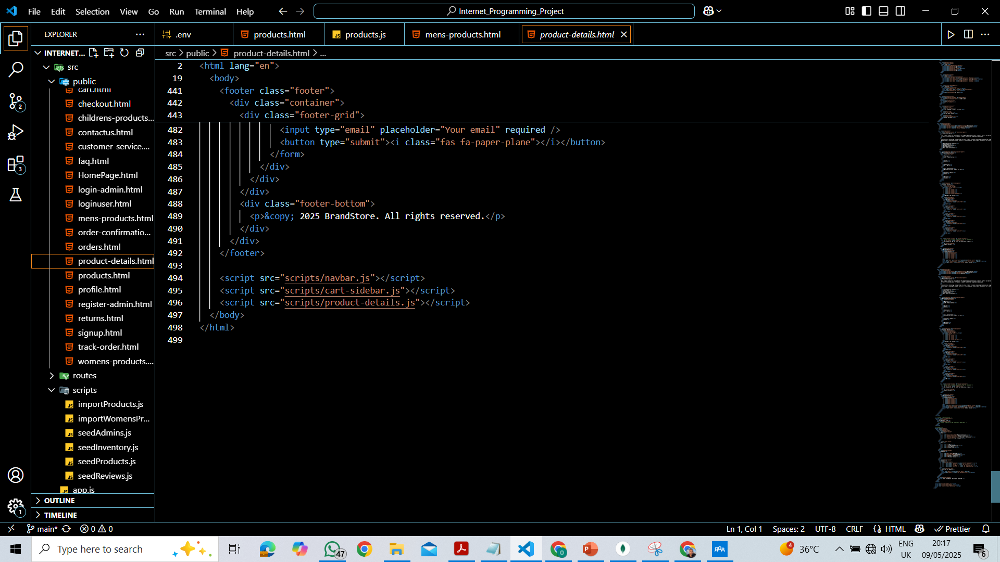 File Edit Selection View Go Run Terminal Help
Internet_Programming_Project
EXPLORER
.env
products.html
products.js
mens-products.html
product-details.html
INTERNET...
src > public > product-details.html > ...
src
public
cart.html
checkout.html
childrens-products...
contactus.html
customer-service....
faq.html
HomePage.html
login-admin.html
loginuser.html
mens-products.html
order-confirmatio...
orders.html
product-details.html
products.html
profile.html
register-admin.html
returns.html
signup.html
track-order.html
womens-products....
routes
scripts
importProducts.js
importWomensPr...
seedAdmins.js
seedInventory.js
seedProducts.js
seedReviews.js
app.js
OUTLINE
TIMELINE
2
3
1
2 <html lang="en">
19 <body>
441 <footer class="footer">
442 <div class="container">
443 <div class="footer-grid">
482 <input type="email" placeholder="Your email" required />
483 <button type="submit"><i class="fas fa-paper-plane"></i></button>
484 </form>
485 </div>
486 </div>
487 </div>
488 <div class="footer-bottom">
489 <p>&copy; 2025 BrandStore. All rights reserved.</p>
490 </div>
491 </div>
492 </footer>
493
494 <script src="scripts/navbar.js"></script>
495 <script src="scripts/cart-sidebar.js"></script>
496 <script src="scripts/product-details.js"></script>
497 </body>
498 </html>
499
main* 0 0 Ln 1, Col 1 Spaces: 2 UTF-8 CRLF HTML Prettier
Type here to search
47
4
36°C
ENG
UK
20:17
09/05/2025
6